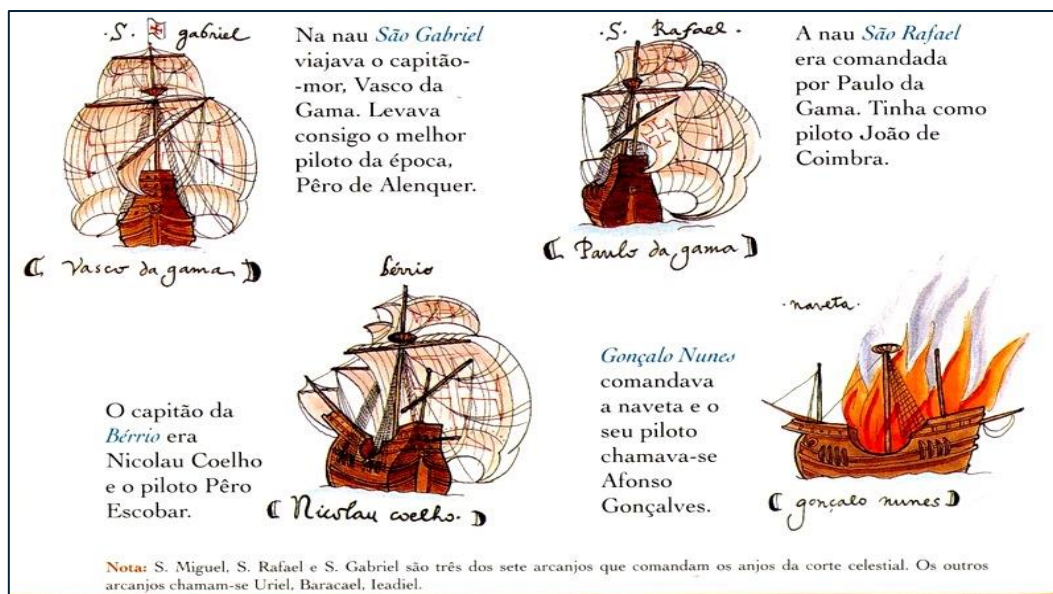 ·S. gabriel
Na nau São Gabriel
viajava o capitão-
-mor, Vasco da
Gama. Levava
consigo o melhor
piloto da época,
Pêro de Alenquer.
Vasco da gama
·S. Rafael·
A nau São Rafael
era comandada
por Paulo da
Gama. Tinha como
piloto João de
Coimbra.
Paulo da gama
O capitão da
Bérrio era
Nicolau Coelho
e o piloto Pêro
Escobar.
bérrio
Nicolau coelho·
Gonçalo Nunes
comandava
a naveta e o
seu piloto
chamava-se
Afonso
Gonçalves.
·naveta·
gonçalo nunes
Nota: S. Miguel, S. Rafael e S. Gabriel são três dos sete arcanjos que comandam os anjos da corte celestial. Os outros
arcanjos chamam-se Uriel, Baracael, Ieadiel.